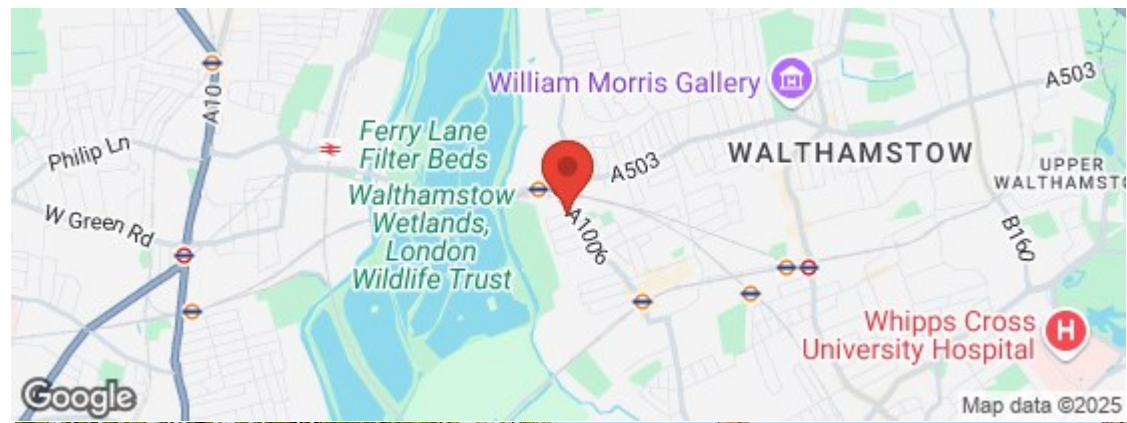 William Morris Gallery
A503
A10
Ferry Lane
Filter Beds
Philip Ln
WALTHAMSTOW
A503
UPPER
WALTHAMSTO
Walthamstow
Wetlands,
London
Wildlife Trust
W Green Rd
A1006
B160
Whipps Cross
University Hospital
H
Google
Map data ©2025